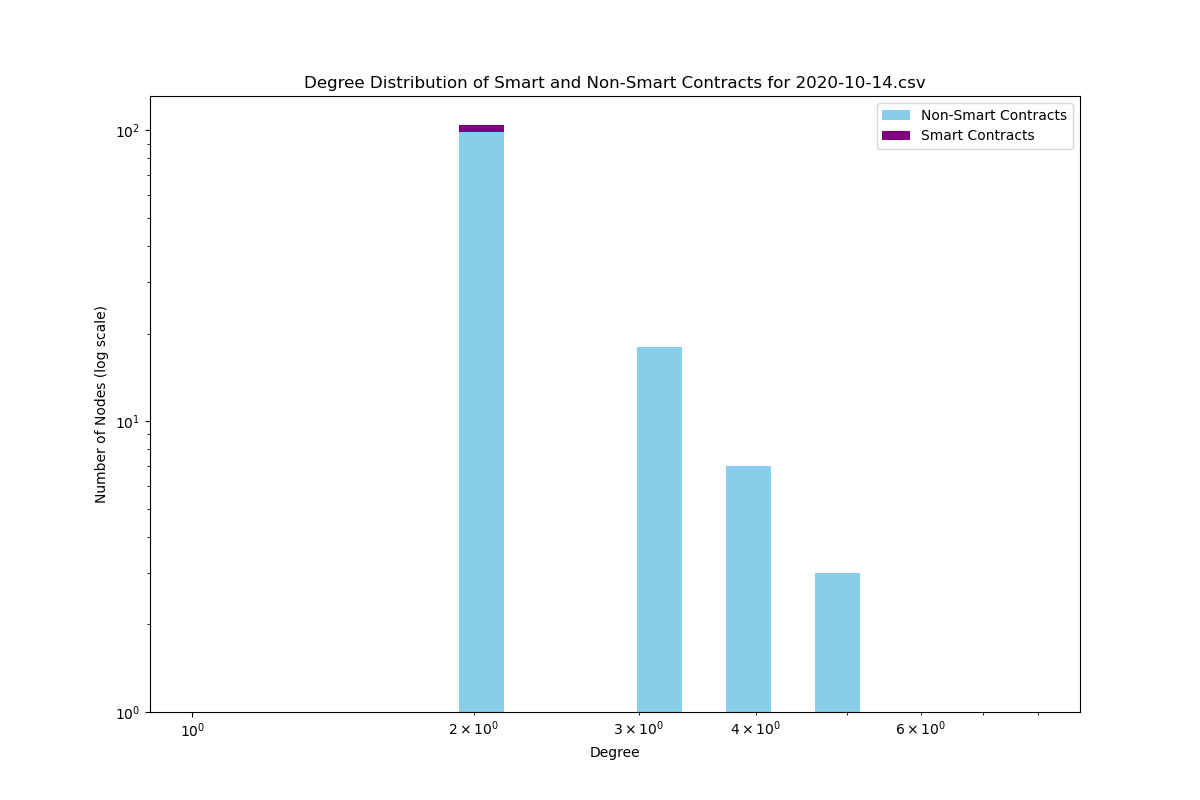 Degree Distribution of Smart and Non-Smart Contracts for 2020-10-14.csv
Non-Smart Contracts
Smart Contracts
Number of Nodes (log scale)
10²
10¹
10⁰
10⁰
2 × 10⁰
3 × 10⁰
4 × 10⁰
6 × 10⁰
Degree